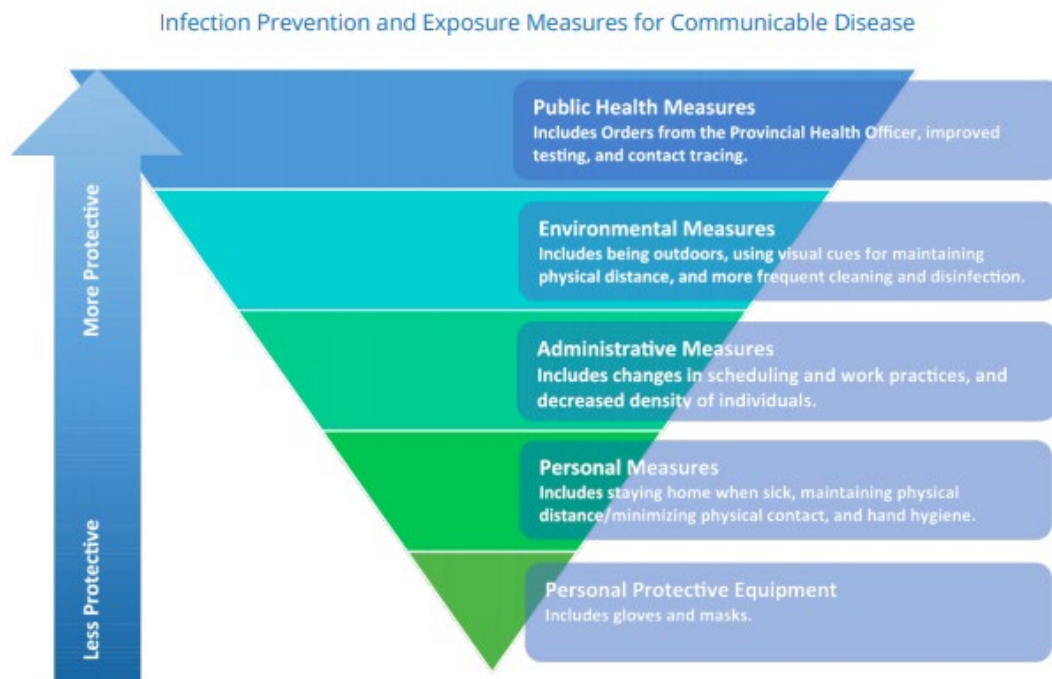 Infection Prevention and Exposure Measures for Communicable Disease
Public Health Measures
Includes Orders from the Provincial Health Officer, improved
testing, and contact tracing.
Environmental Measures
Includes being outdoors, using visual cues for maintaining
physical distance, and more frequent cleaning and disinfection.
Administrative Measures
Includes changes in scheduling and work practices, and
decreased density of individuals.
Personal Measures
Includes staying home when sick, maintaining physical
distance/minimizing physical contact, and hand hygiene.
Personal Protective Equipment
Includes gloves and masks.
More Protective
Less Protective